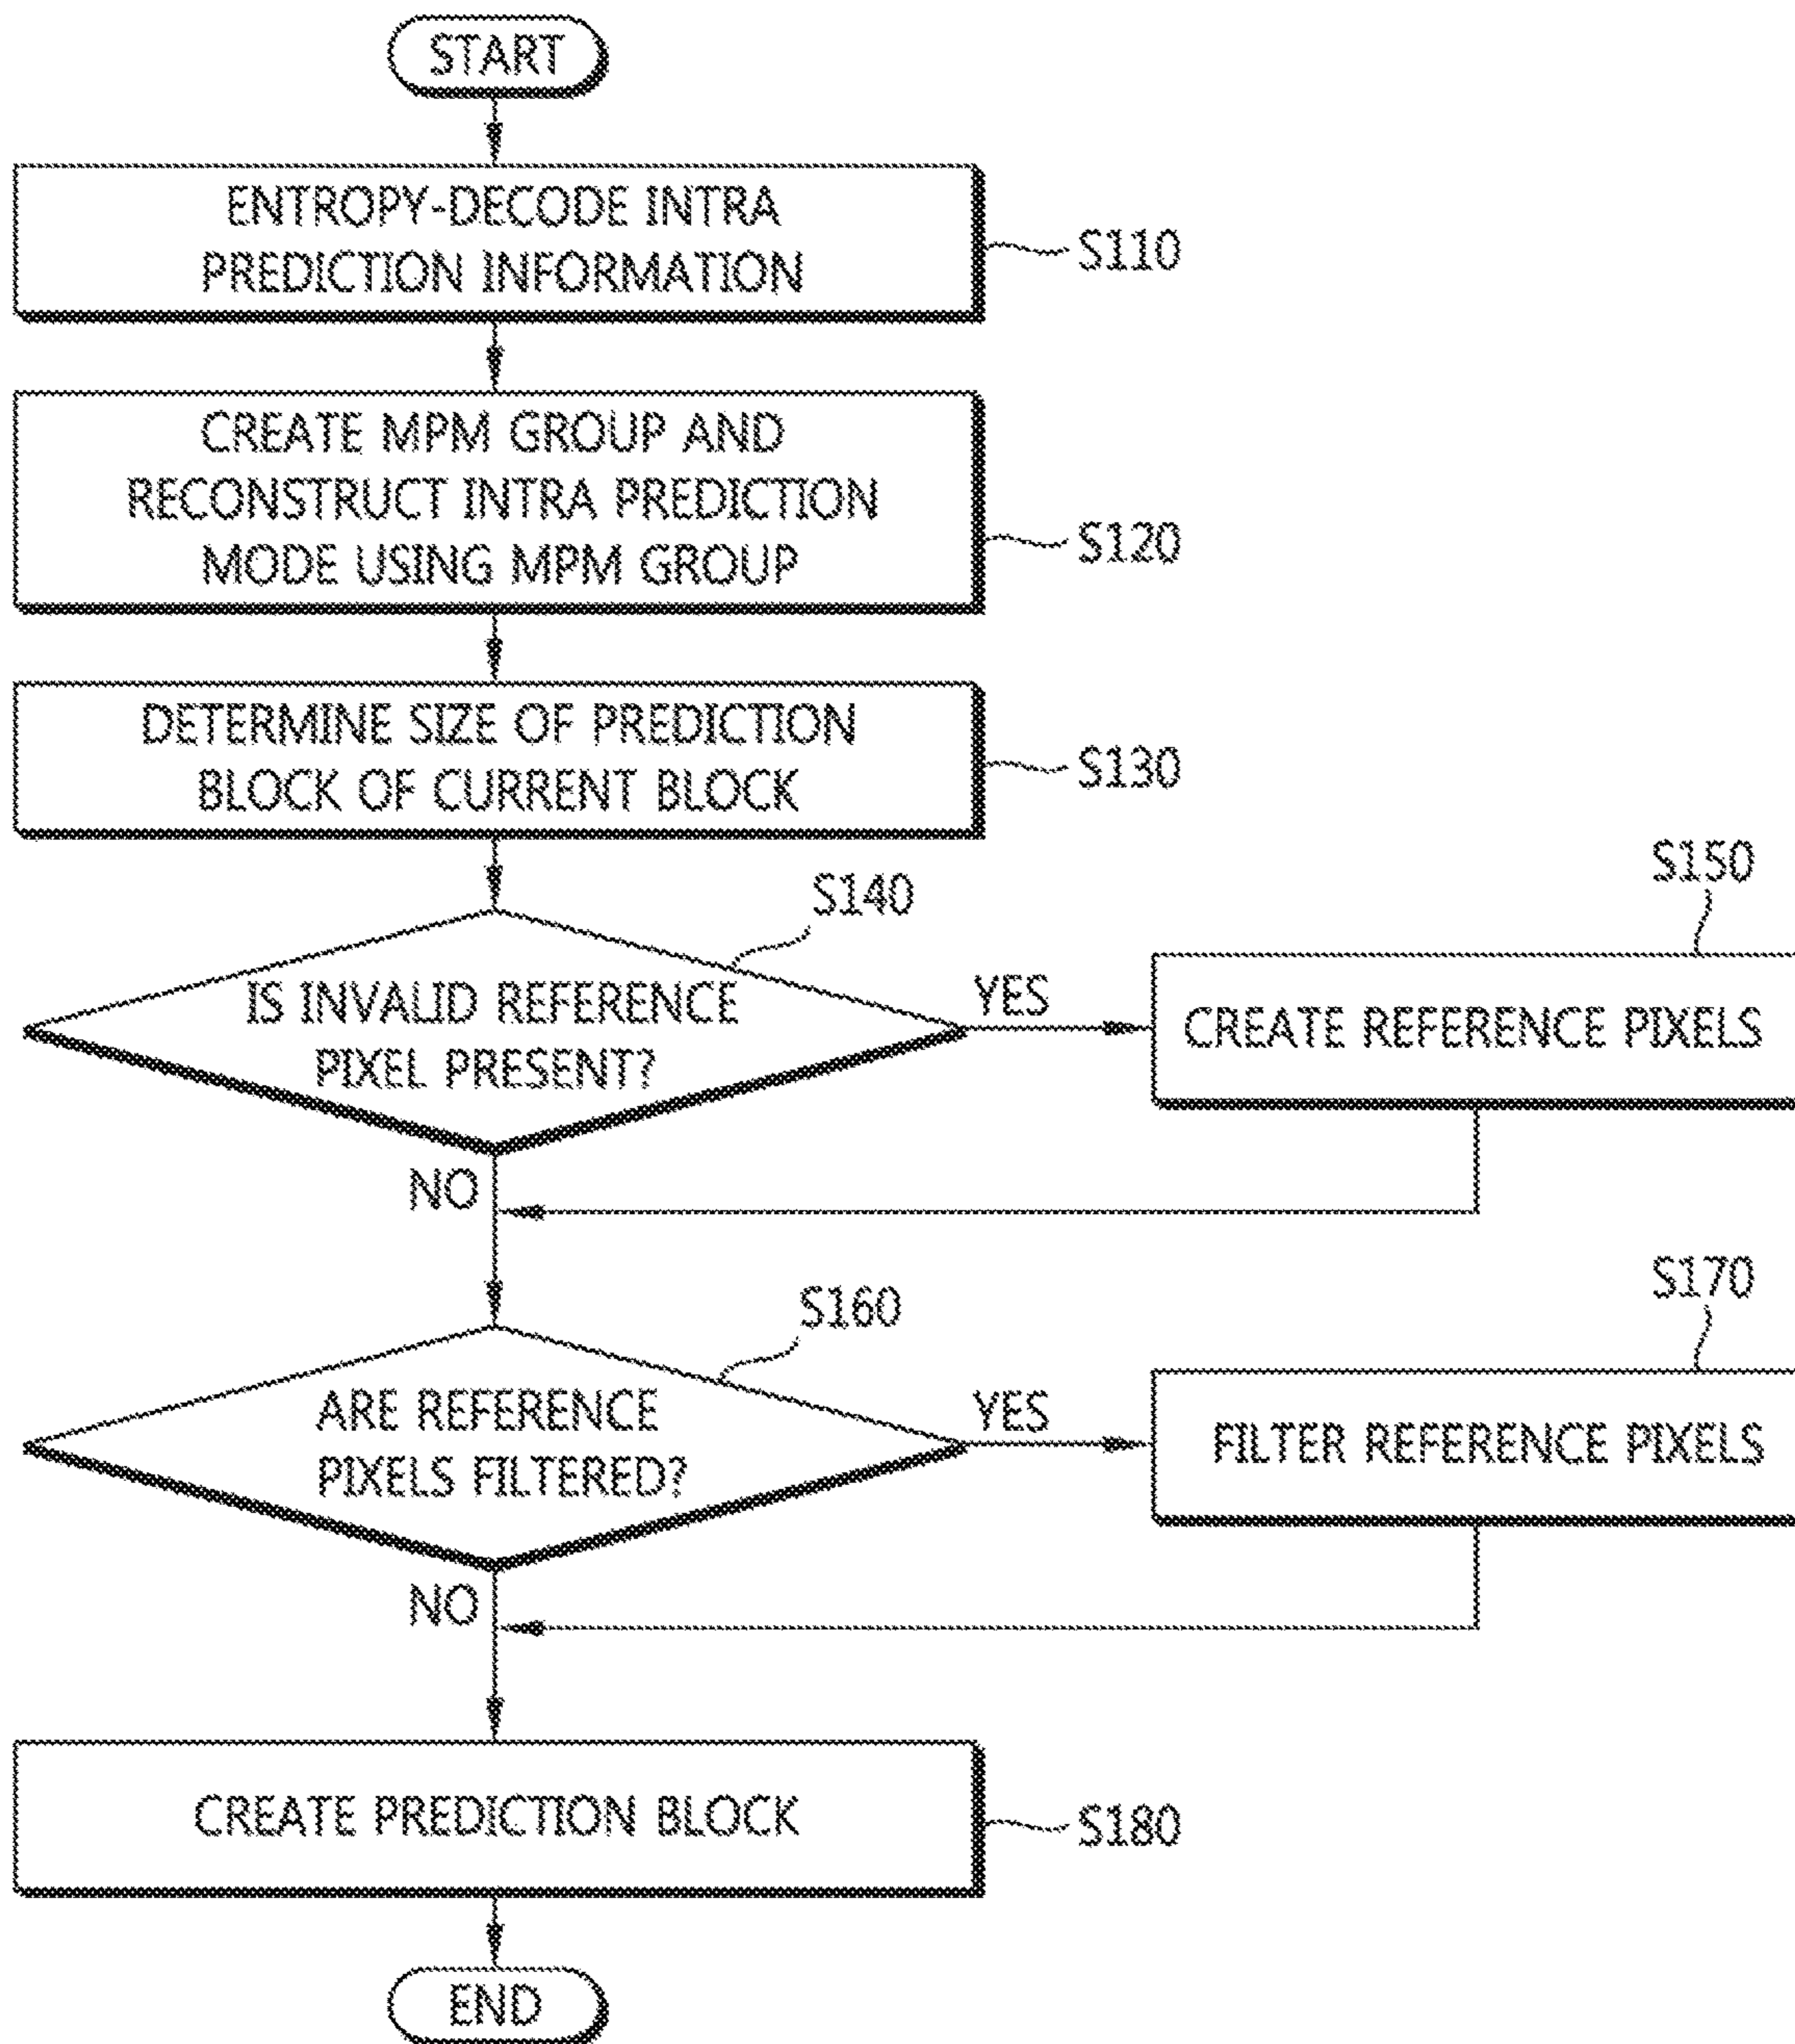 START
ENTROPY-DECODE INTRA
PREDICTION INFORMATION
S110
CREATE MPM GROUP AND
RECONSTRUCT INTRA PREDICTION
MODE USING MPM GROUP
S120
DETERMINE SIZE OF PREDICTION
BLOCK OF CURRENT BLOCK
S130
S140
IS INVALID REFERENCE
PIXEL PRESENT?
YES
S150
CREATE REFERENCE PIXELS
NO
S160
ARE REFERENCE
PIXELS FILTERED?
YES
S170
FILTER REFERENCE PIXELS
NO
CREATE PREDICTION BLOCK
S180
END